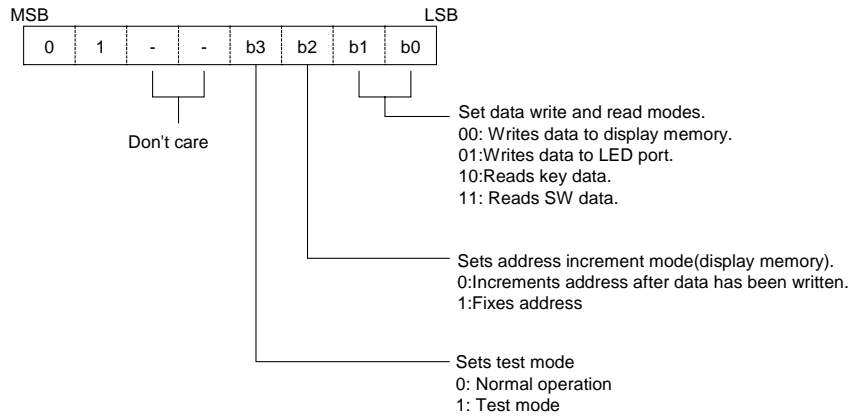 MSB LSB
0 1 - - b3 b2 b1 b0
Don't care
Set data write and read modes.
00: Writes data to display memory.
01:Writes data to LED port.
10:Reads key data.
11: Reads SW data.
Sets address increment mode(display memory).
0:Increments address after data has been written.
1:Fixes address
Sets test mode
0: Normal operation
1: Test mode